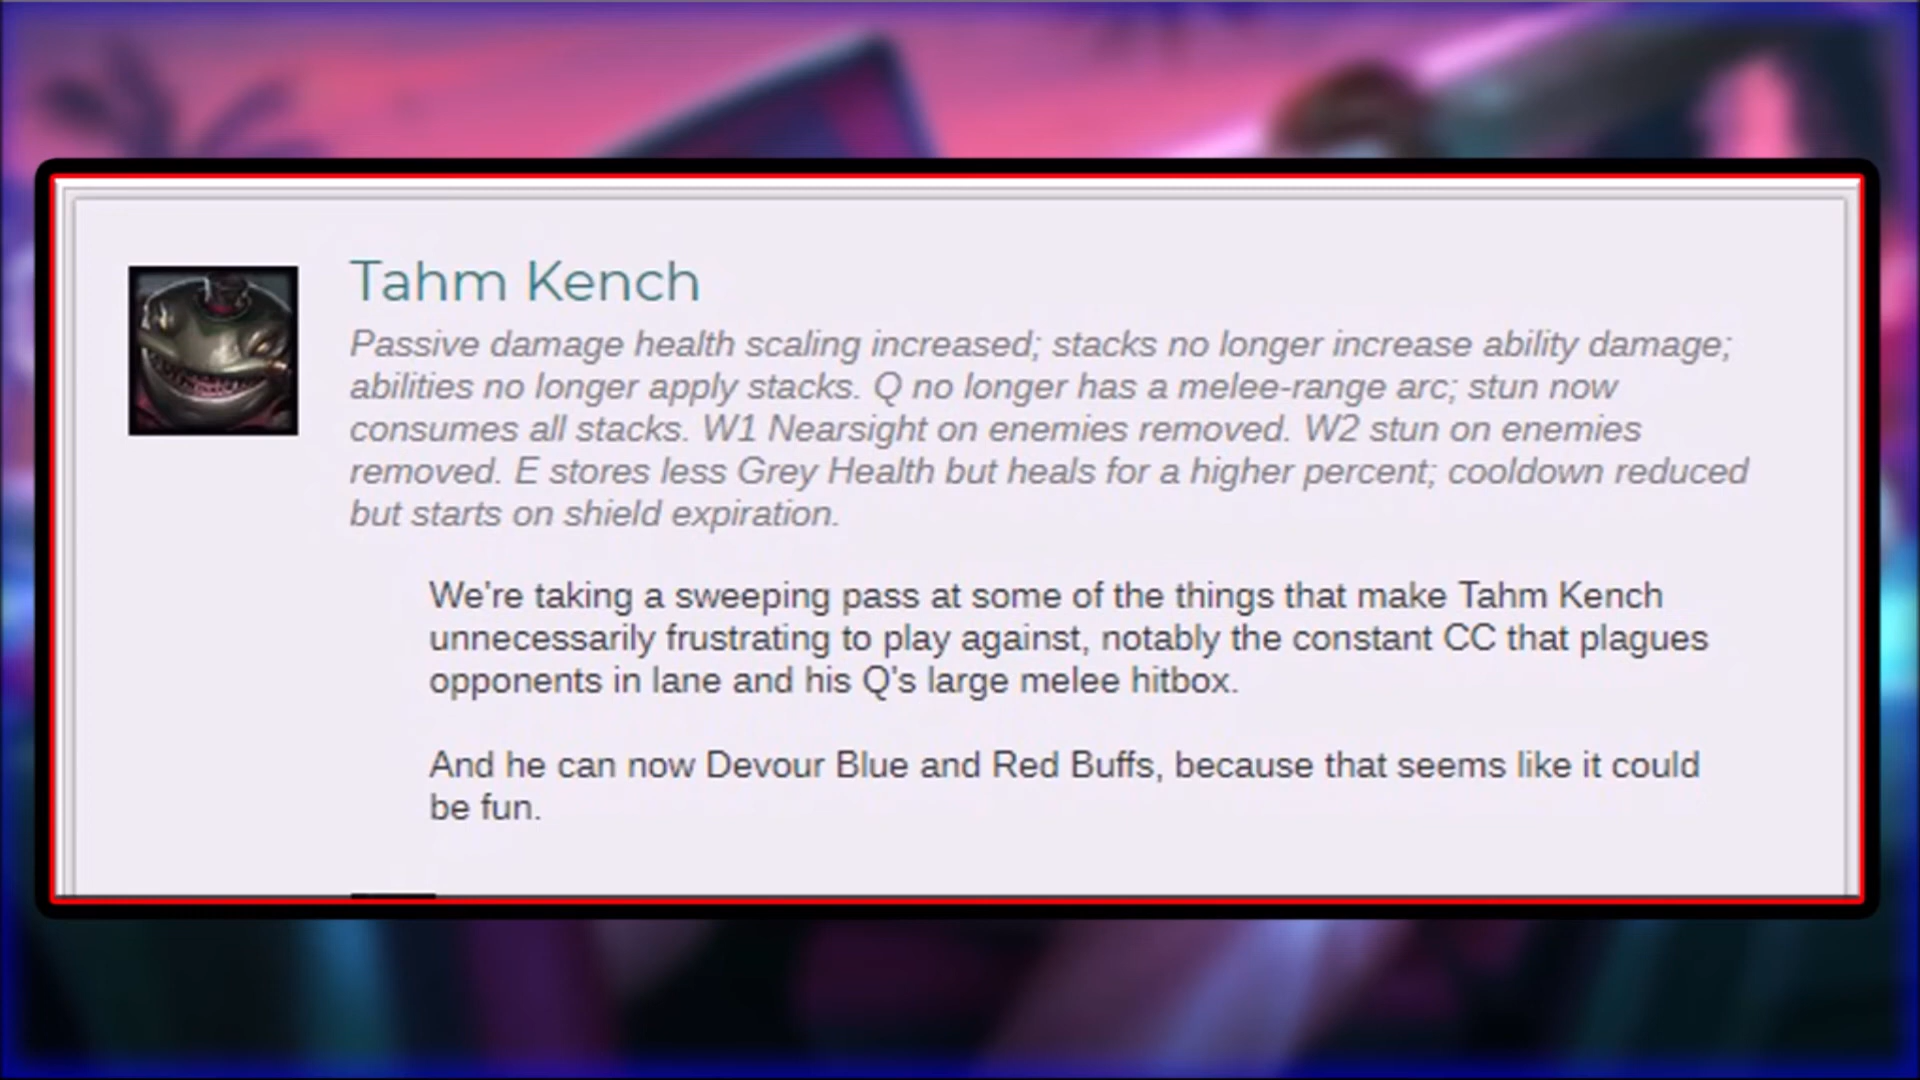 Tahm Kench
Passive damage health scaling increased; stacks no longer increase ability damage;
abilities no longer apply stacks. Q no longer has a melee-range arc; stun now
consumes all stacks. W1 Nearsight on enemies removed. W2 stun on enemies
removed. E stores less Grey Health but heals for a higher percent; cooldown reduced
but starts on shield expiration.
We're taking a sweeping pass at some of the things that make Tahm Kench
unnecessarily frustrating to play against, notably the constant CC that plagues
opponents in lane and his Q's large melee hitbox.
And he can now Devour Blue and Red Buffs, because that seems like it could
be fun.